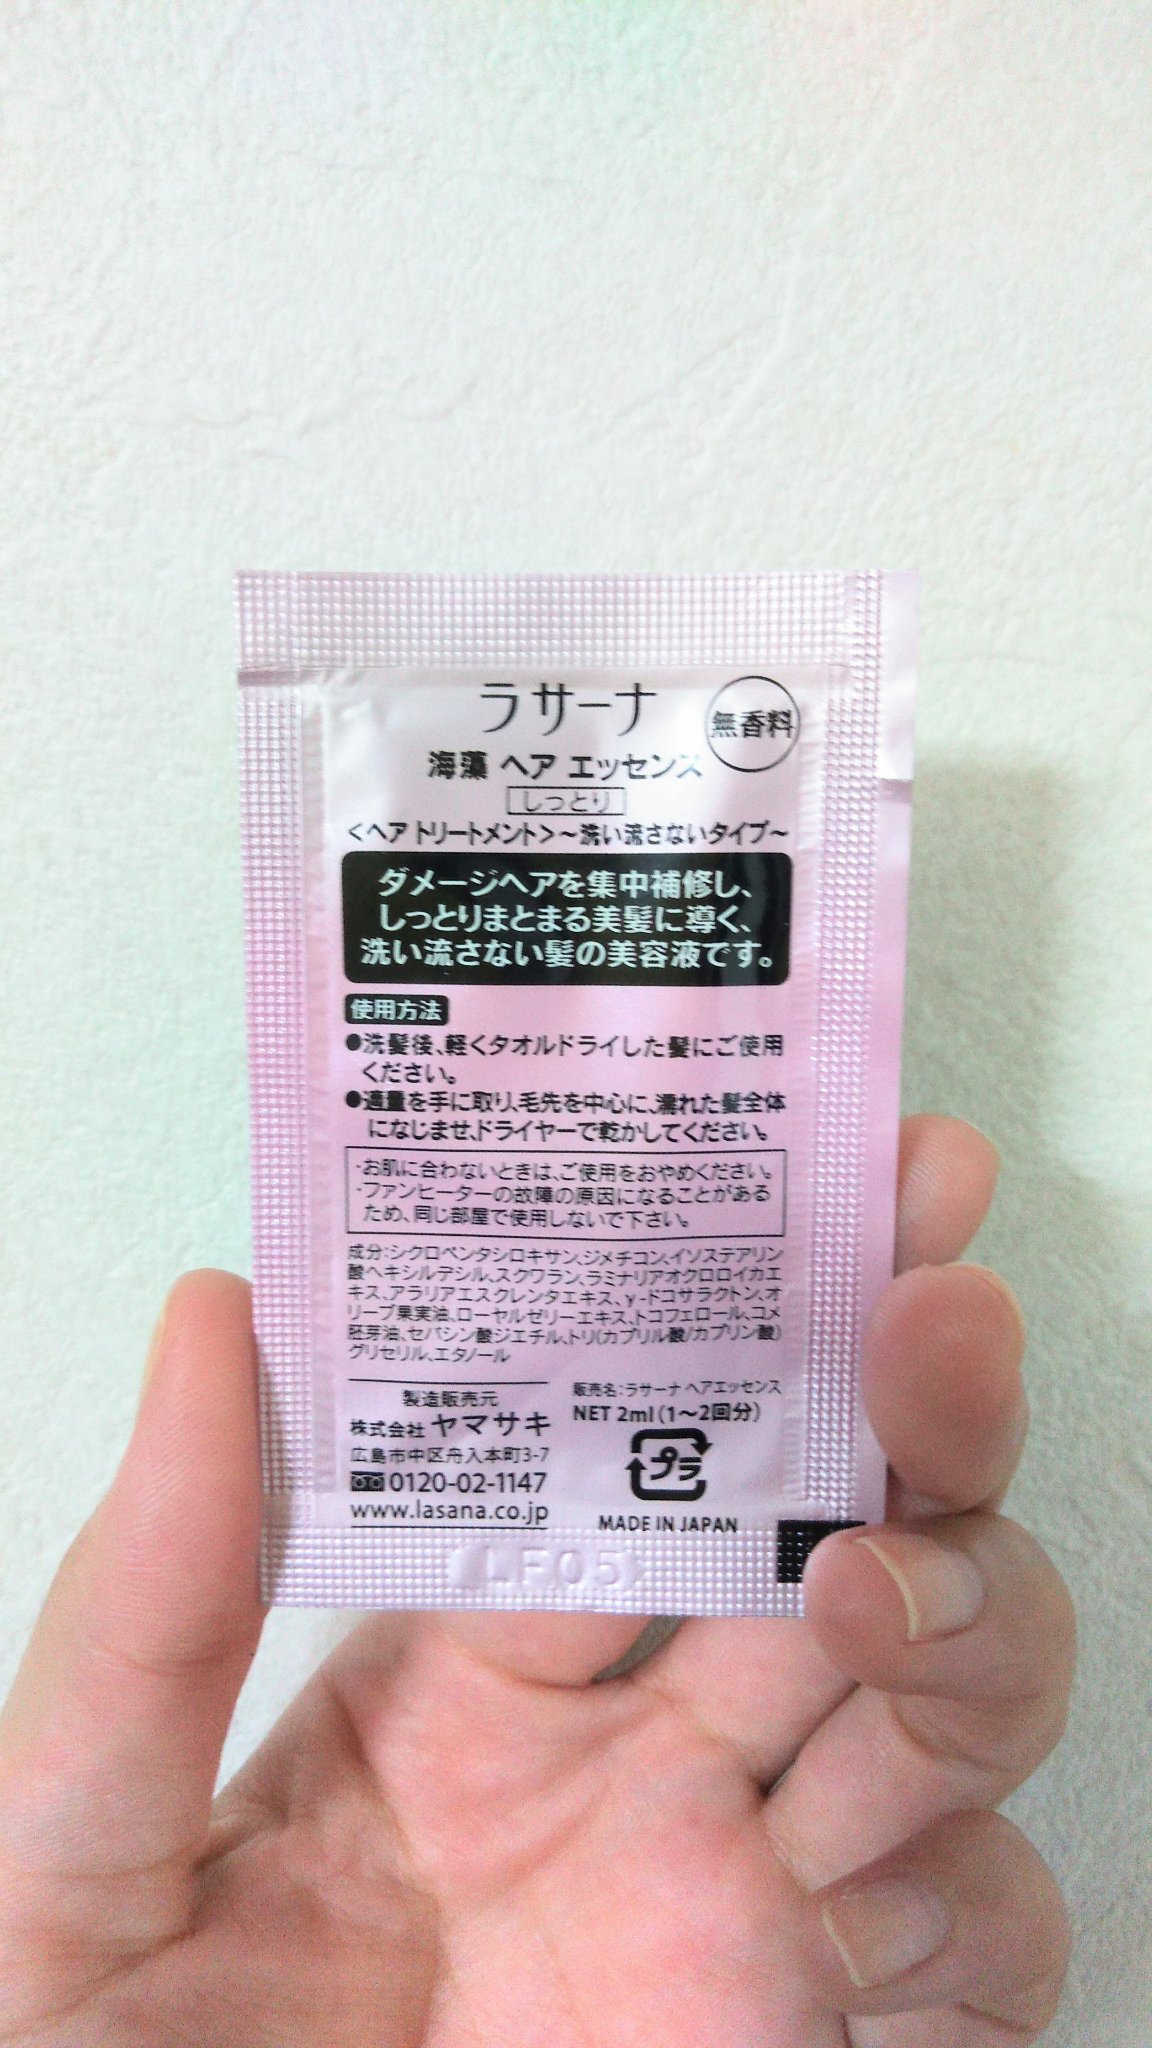 ラサーナ
無香料
海藻 ヘア エッセンス
しっとり
<ヘア トリートメント>~洗い流さないタイプ~
ダメージヘアを集中補修し、
しっとりまとまる美髪に導く、
洗い流さない髪の美容液です。
使用方法
●洗髪後、軽くタオルドライした髪にご使用
ください。
●適量を手に取り、毛先を中心に、濡れた髪全体
になじませ、ドライヤーで乾かしてください。
・お肌に合わないときは、ご使用をおやめください。
・ファンヒーターの故障の原因になることがある
ため、同じ部屋で使用しないで下さい。
成分:シクロペンタシロキサン、ジメチコン、イソステアリン
酸ヘキシルデシル、スクワラン、ラミナリアオクロロイカエ
キス、アラリアエスクレンタエキス、γ-ドコサラクトン、オ
リーブ果実油、ローヤルゼリーエキス、トコフェロール、コメ
胚芽油、セバシン酸ジエチル、トリ(カプリル酸/カプリン酸)
グリセリル、エタノール
製造販売元
株式会社 ヤマサキ
広島市中区舟入本町3-7
0120-02-1147
www.lasana.co.jp
販売名:ラサーナ ヘアエッセンス
NET 2ml(1~2回分)
プラ
MADE IN JAPAN
LF05